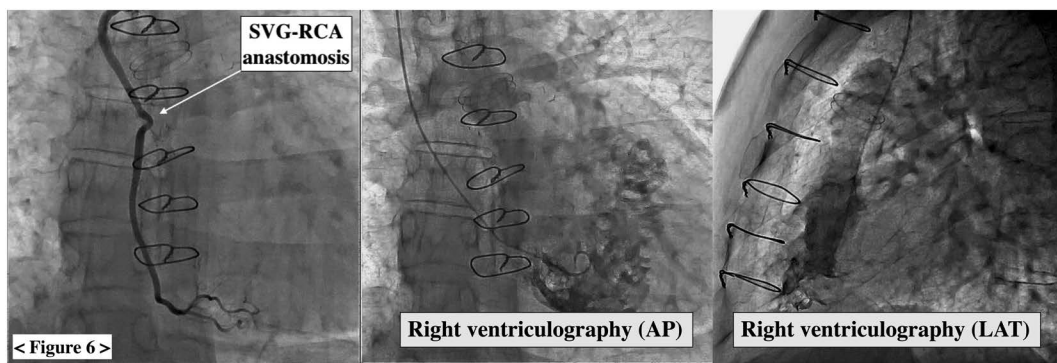 SVG-RCA
anastomosis
< Figure 6 >
Right ventriculography (AP)
Right ventriculography (LAT)